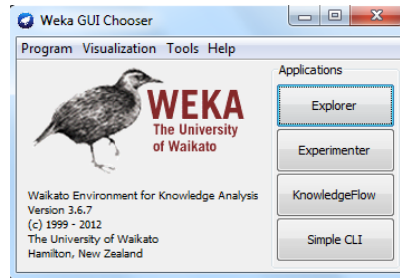 Weka GUI Chooser
Program Visualization Tools Help
WEKA
The University
of Waikato
Waikato Environment for Knowledge Analysis
Version 3.6.7
(c) 1999 - 2012
The University of Waikato
Hamilton, New Zealand
Applications
Explorer
Experimenter
KnowledgeFlow
Simple CLI